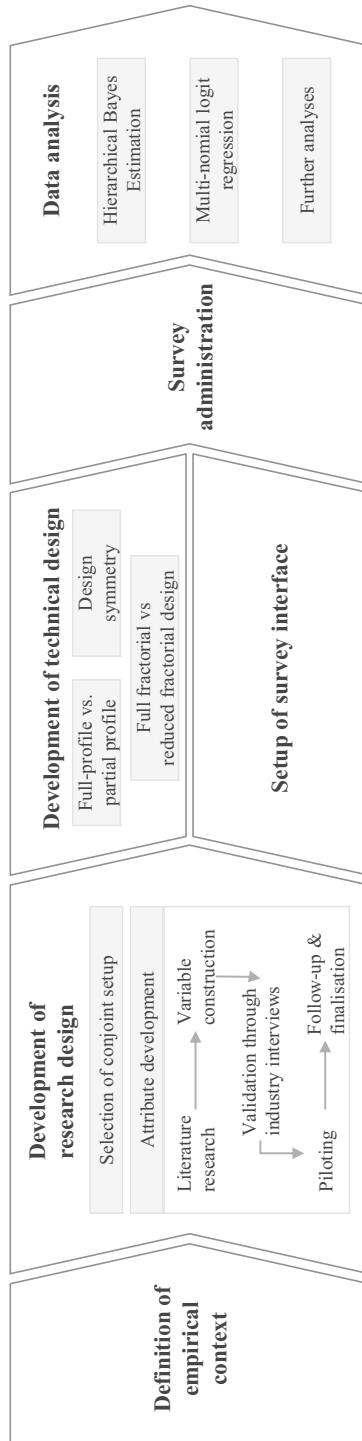 Definition of
empirical
context
Development of
research design
Selection of conjoint setup
Attribute development
Literature
research
Variable
construction
Validation through
industry interviews
Piloting
Follow-up &
finalisation
Development of technical design
Full-profile vs.
partial profile
Design
symmetry
Full fractorial vs
reduced fractorial design
Setup of survey interface
Survey
administration
Data analysis
Hierarchical Bayes
Estimation
Multi-nomial logit
regression
Further analyses